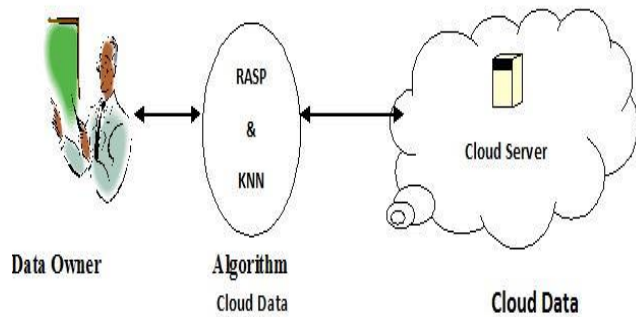 RASP
&
KNN
Cloud Server
Data Owner
Algorithm
Cloud Data
Cloud Data